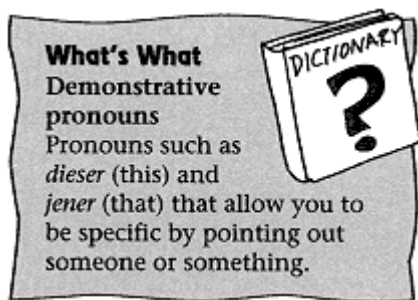 What's What
DICTIONARY
?
Demonstrative
pronouns
Pronouns such as
dieser (this) and
jener (that) that allow you to
be specific by pointing out
someone or something.